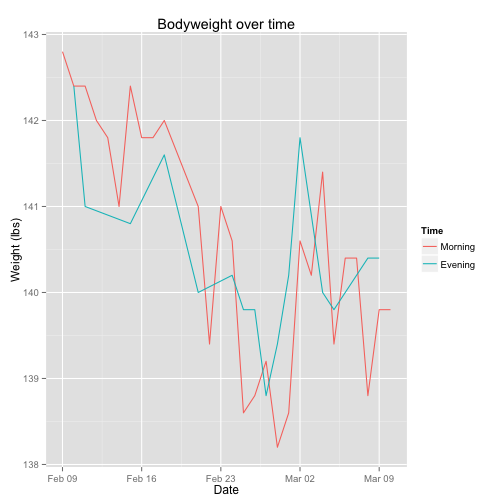 Bodyweight over time
143
142
141
140
139
138
Weight (lbs)
Feb 09
Feb 16
Feb 23
Mar 02
Mar 09
Date
Time
Morning
Evening